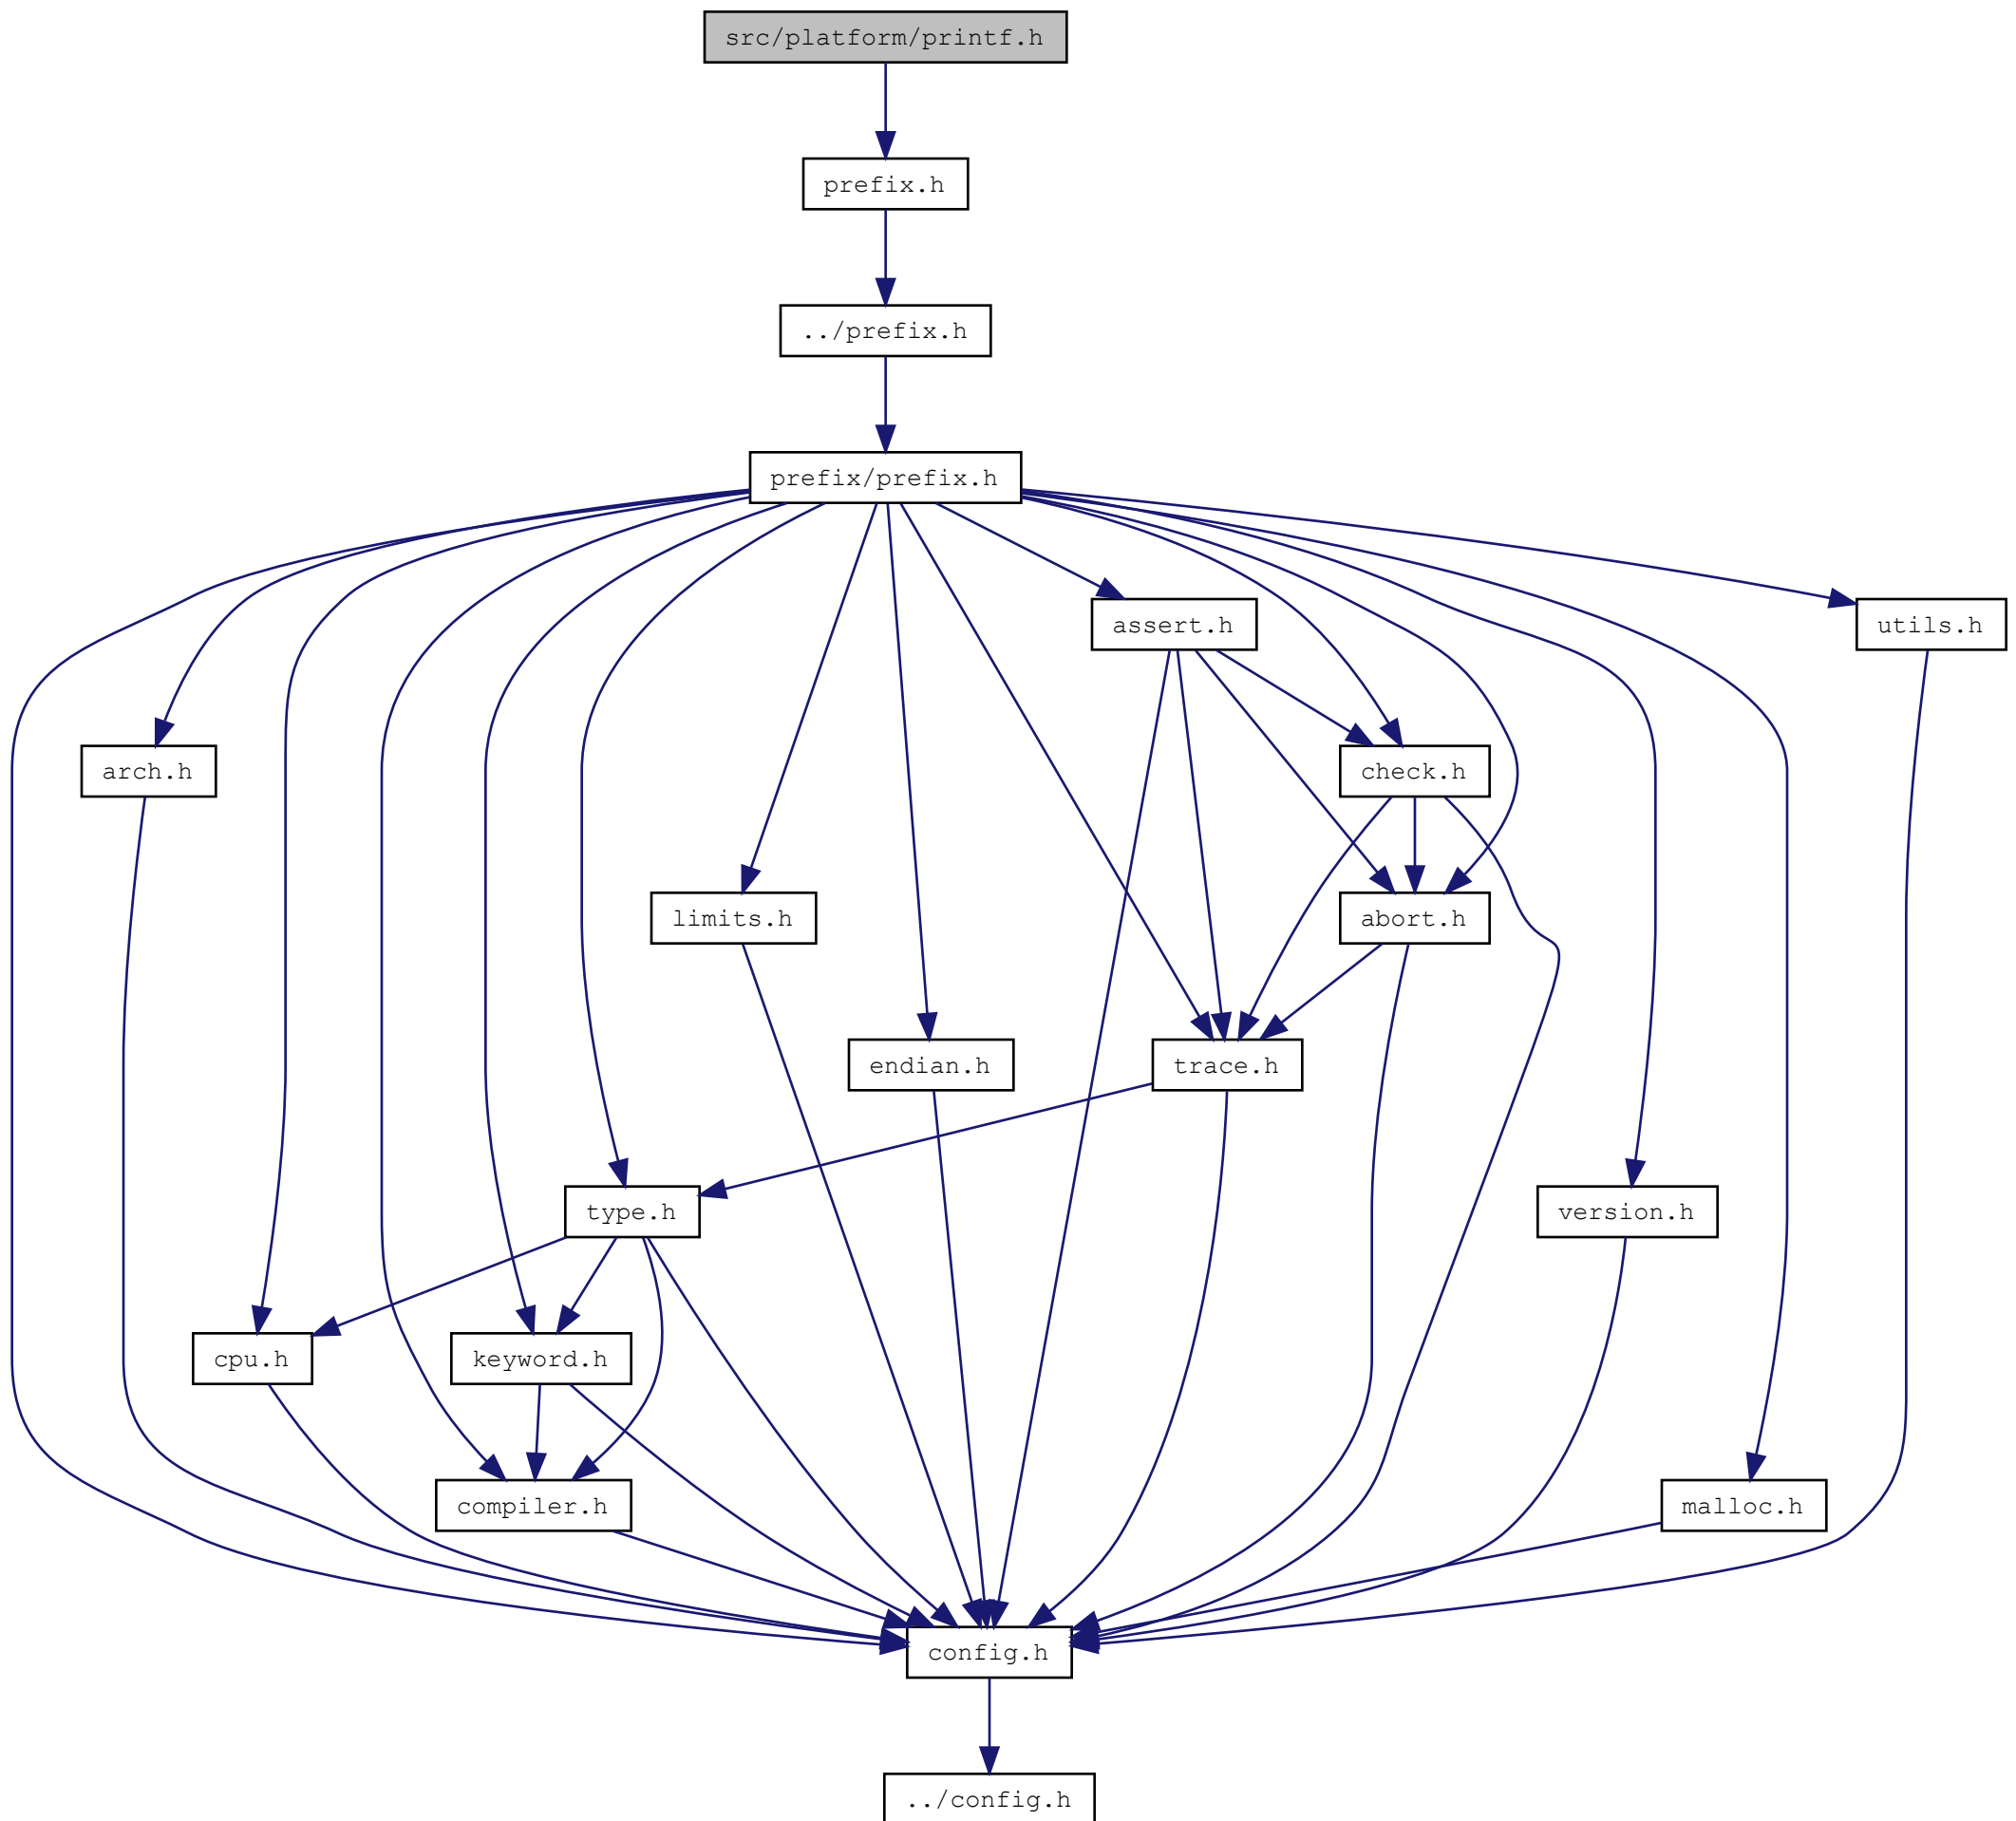 src/platform/printf.h
prefix.h
../prefix.h
prefix/prefix.h
assert.h
utils.h
arch.h
check.h
limits.h
abort.h
endian.h
trace.h
type.h
version.h
cpu.h
keyword.h
compiler.h
malloc.h
config.h
../config.h